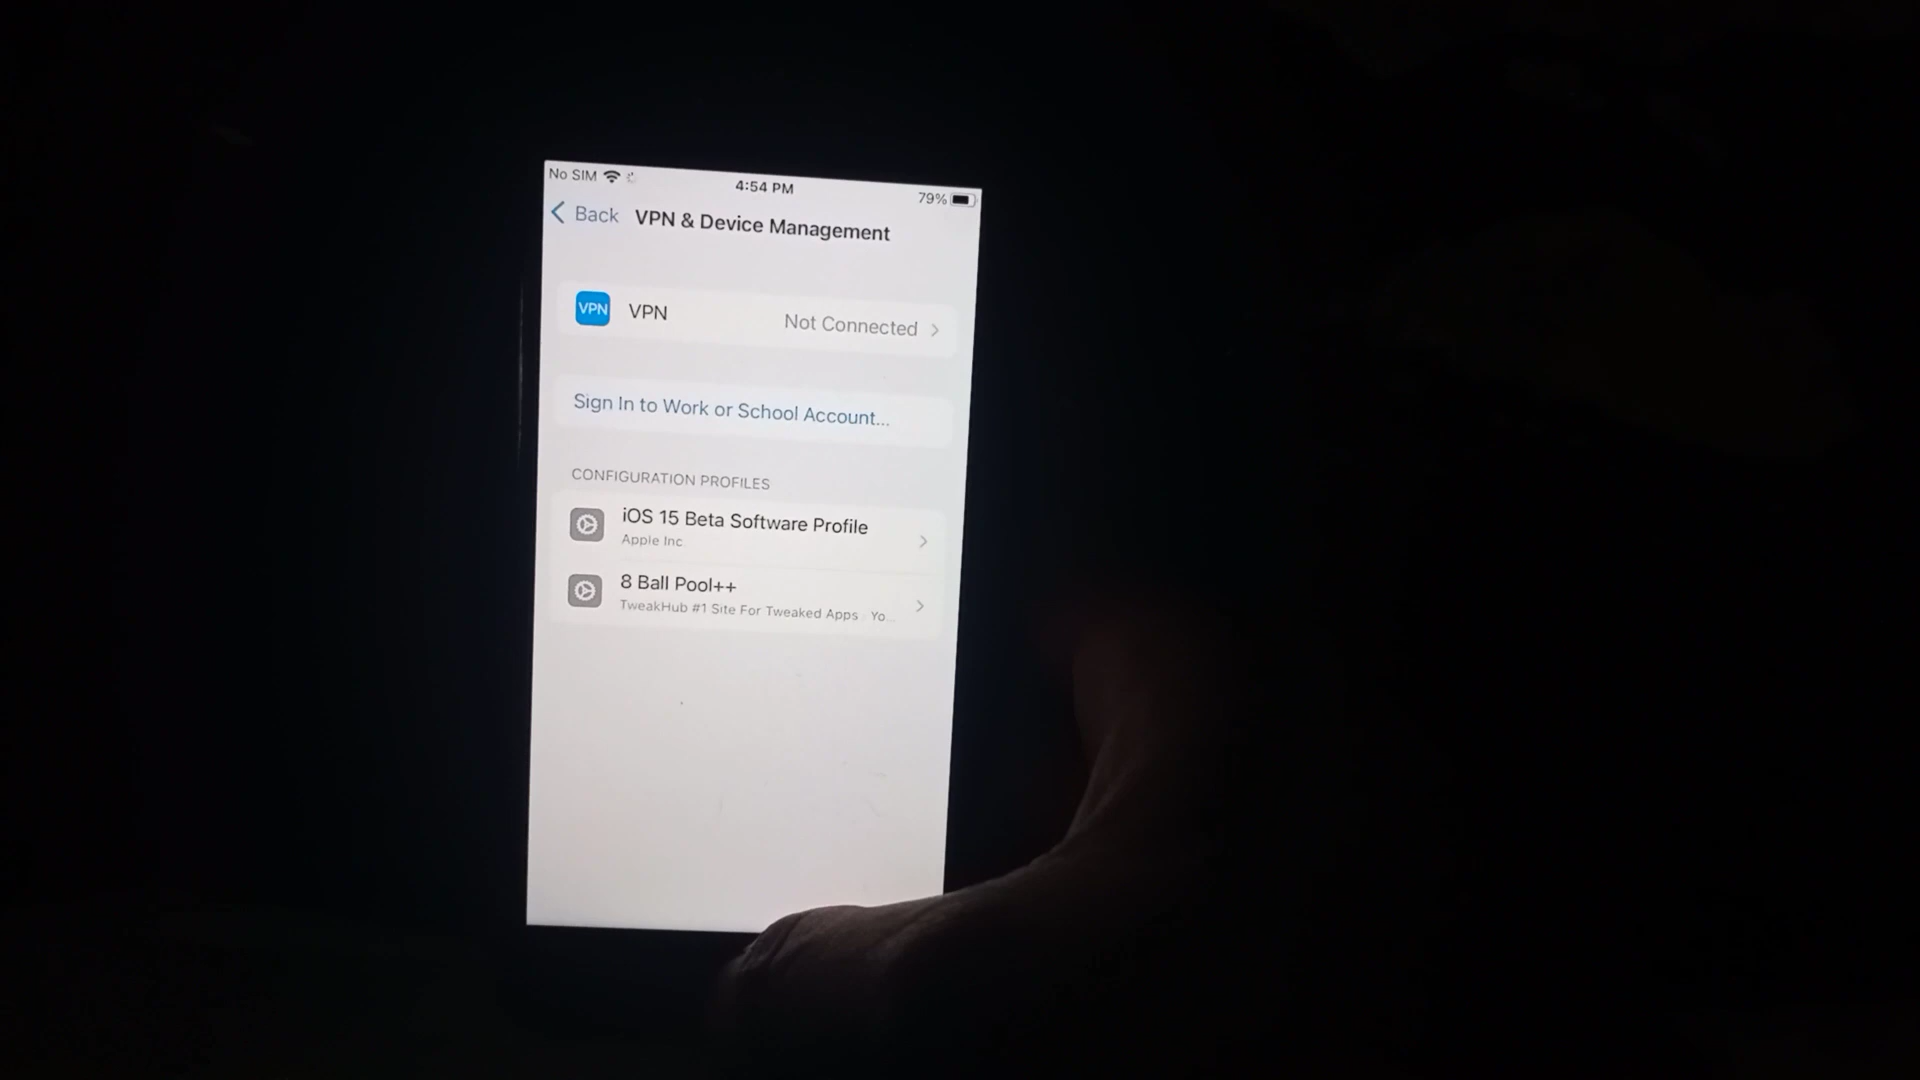 No SIM
4:54 PM
79%
Back
VPN & Device Management
VPN
VPN
Not Connected
Sign In to Work or School Account...
CONFIGURATION PROFILES
iOS 15 Beta Software Profile
Apple Inc.
8 Ball Pool++
TweakHub #1 Site For Tweaked Apps Yo...